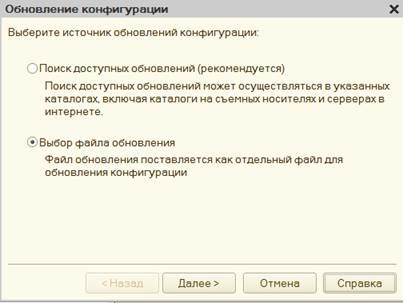 Обновление конфигурации
Выберите источник обновлений конфигурации:
Поиск доступных обновлений (рекомендуется)
Поиск доступных обновлений может осуществляться в указанных
каталогах, включая каталоги на съемных носителях и серверах в
интернете.
Выбор файла обновления
Файл обновления поставляется как отдельный файл для
обновления конфигурации
< Назад Далее > Отмена Справка